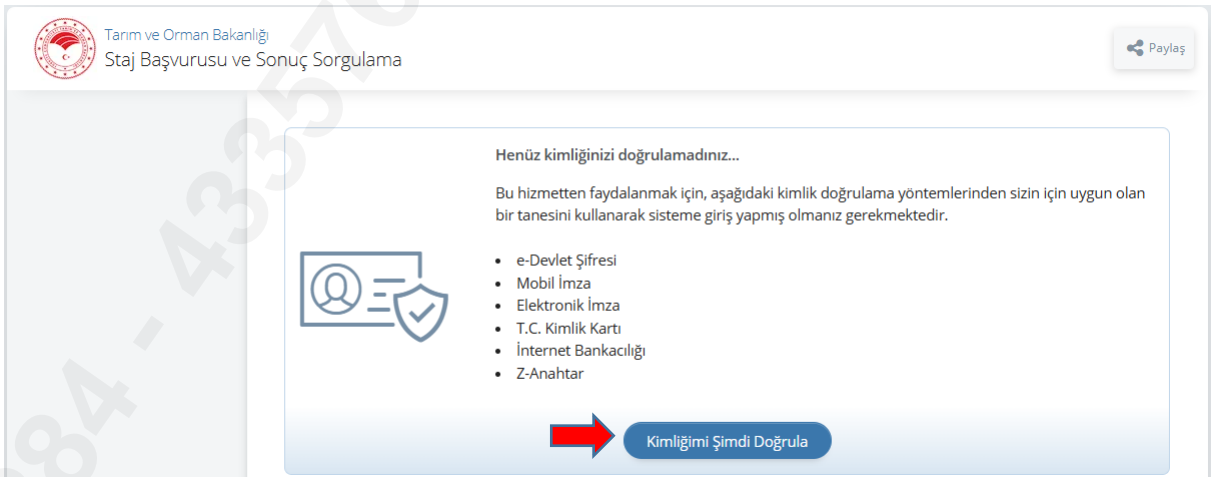 Tarım ve Orman Bakanlığı
Staj Başvurusu ve Sonuç Sorgulama
Paylaş
Henüz kimliğinizi doğrulamadınız...
Bu hizmetten faydalanmak için, aşağıdaki kimlik doğrulama yöntemlerinden sizin için uygun olan
bir tanesini kullanarak sisteme giriş yapmış olmanız gerekmektedir.
• e-Devlet Şifresi
• Mobil İmza
• Elektronik İmza
• T.C. Kimlik Kartı
• İnternet Bankacılığı
• Z-Anahtar
Kimliğimi Şimdi Doğrula